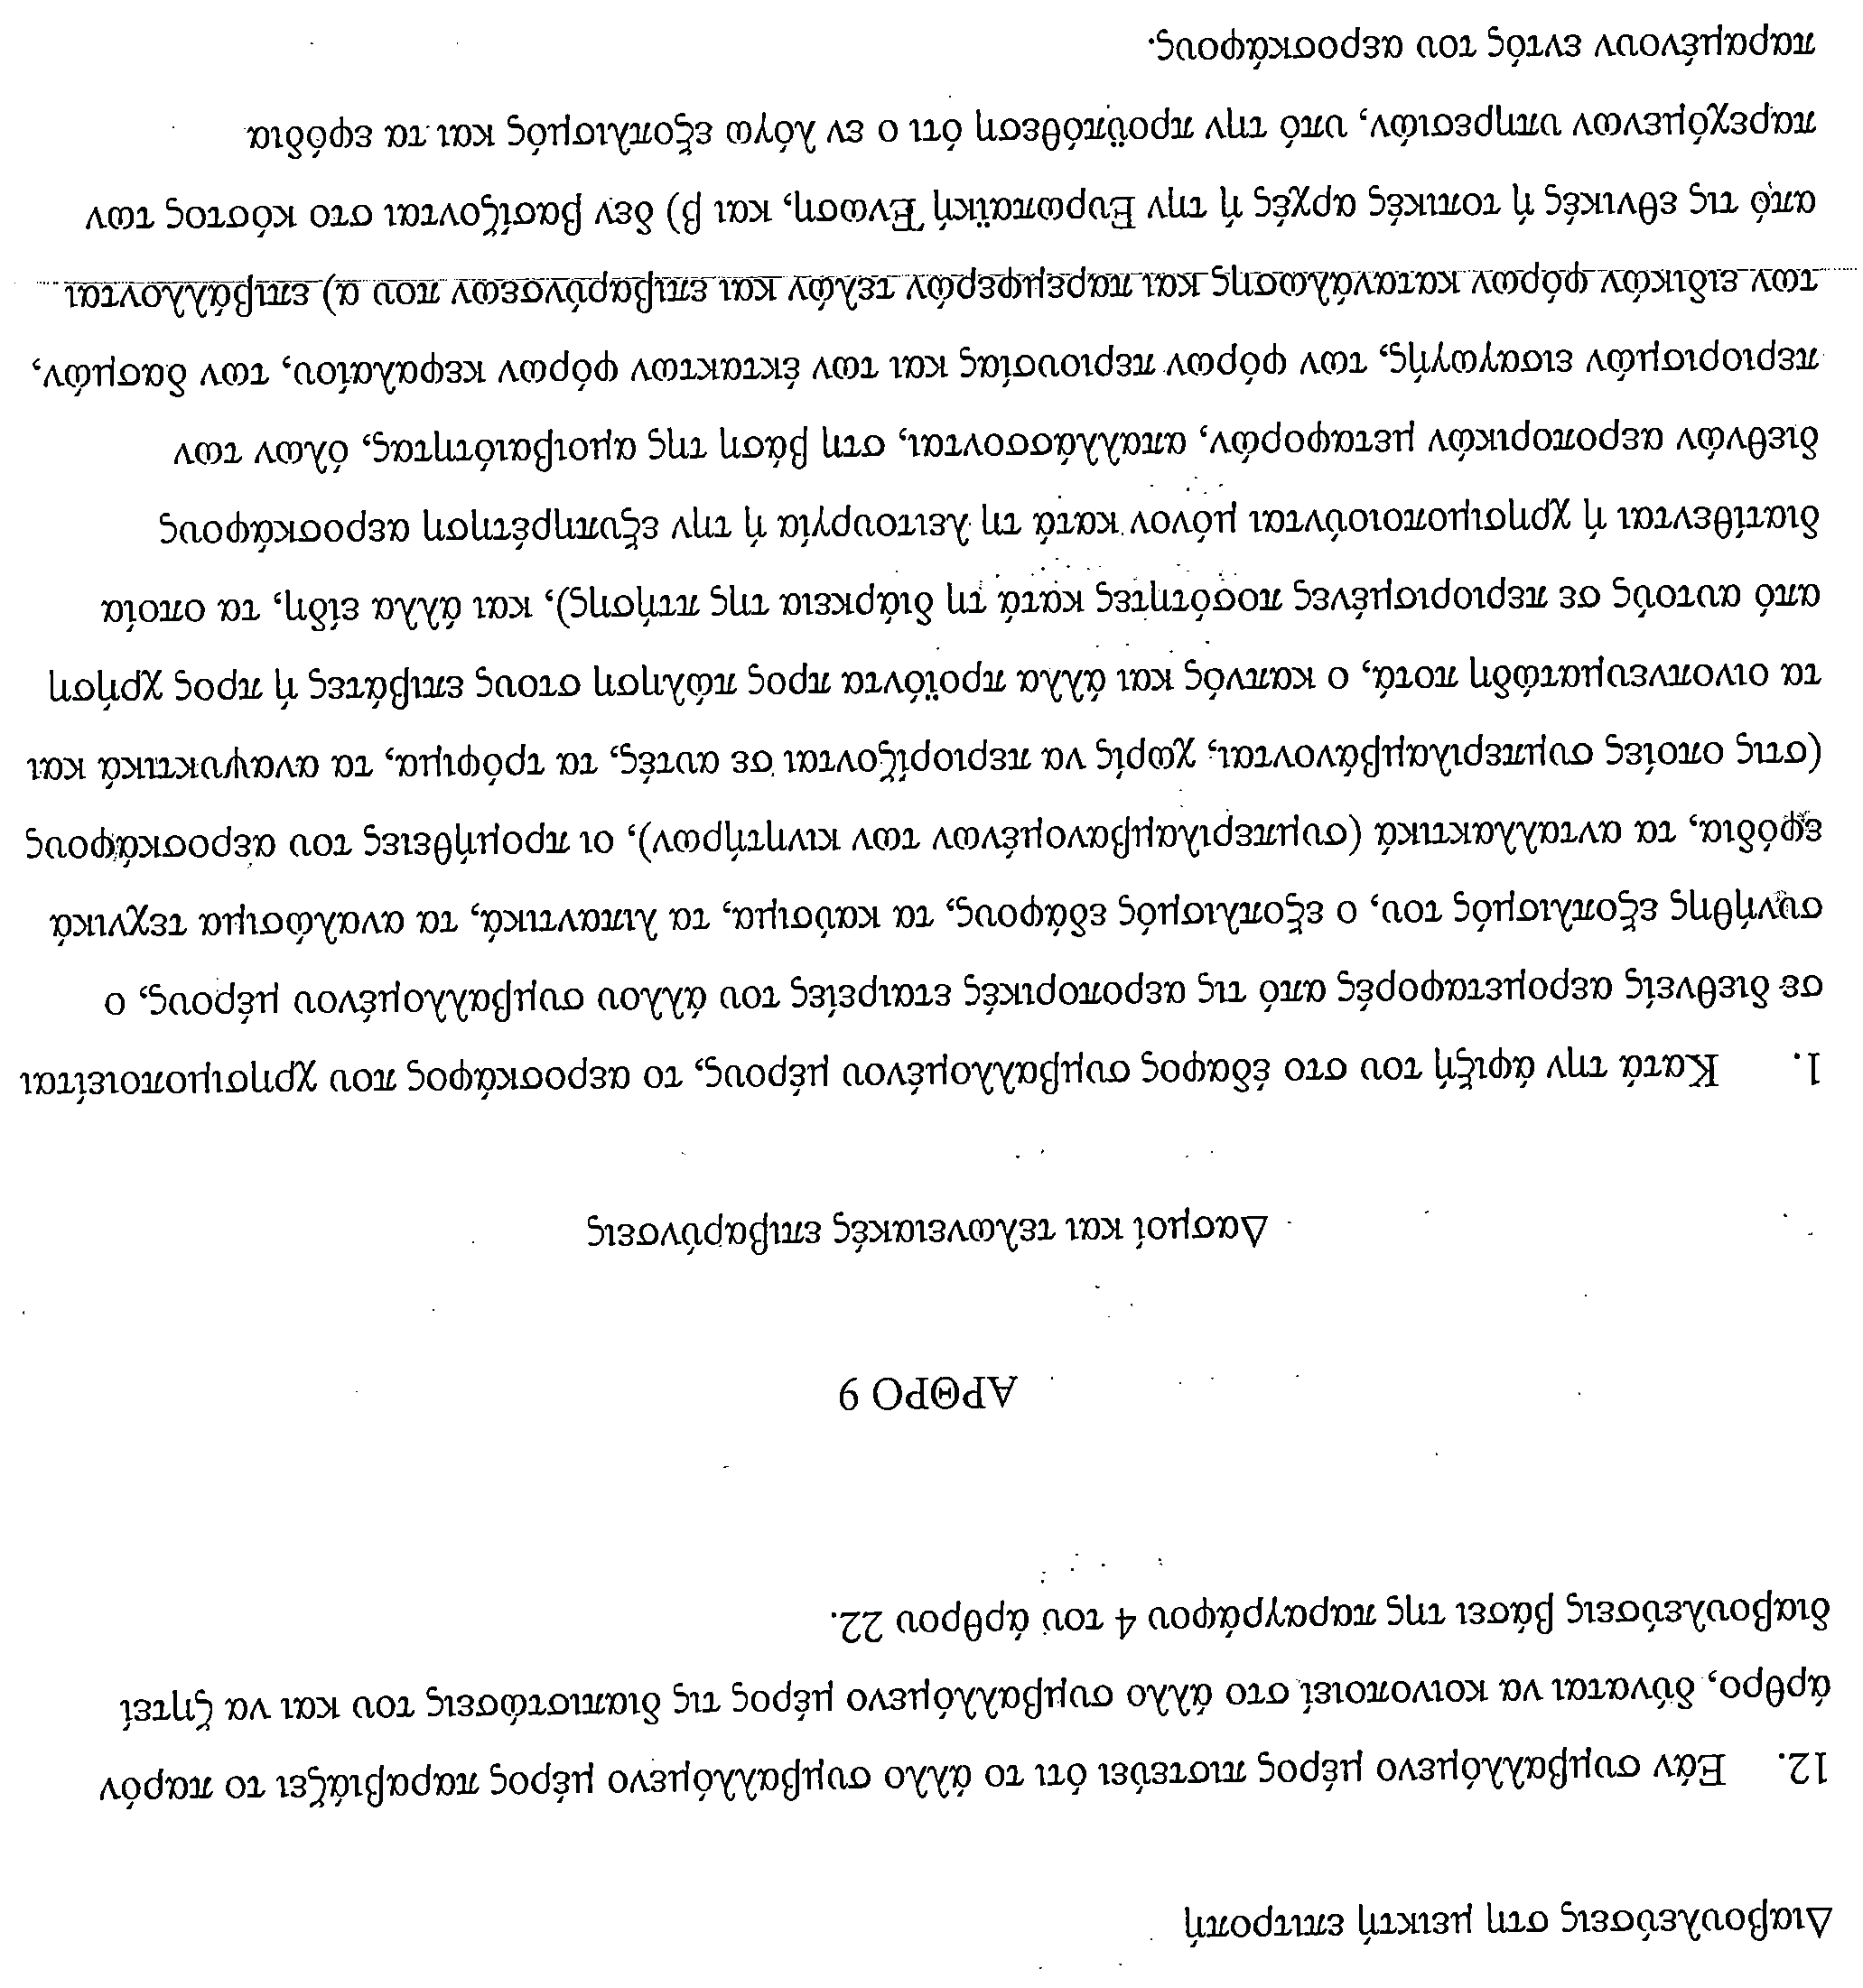 Διαβουλεύσεις στη μεικτή επιτροπή
12. Εάν συμβαλλόμενο μέρος πιστεύει ότι το άλλο συμβαλλόμενο μέρος παραβιάζει το παρόν
άρθρο, δύναται να κοινοποιεί στο άλλο συμβαλλόμενο μέρος τις διαπιστώσεις του και να ζητεί
διαβουλεύσεις βάσει της παραγράφου 4 του άρθρου 22.
ΑΡΘΡΟ 9
Δασμοί και τελωνειακές επιβαρύνσεις
1. Κατά την άφιξή του στο έδαφος συμβαλλομένου μέρους, το αεροσκάφος που χρησιμοποιείται
σε διεθνείς αερομεταφορές από τις αεροπορικές εταιρείες του άλλου συμβαλλομένου μέρους, ο
συνήθης εξοπλισμός του, ο εξοπλισμός εδάφους, τα καύσιμα, τα λιπαντικά, τα αναλώσιμα τεχνικά
εφόδια, τα ανταλλακτικά (συμπεριλαμβανομένων των κινητήρων), οι προμήθειες του αεροσκάφους
(στις οποίες συμπεριλαμβάνονται, χωρίς να περιορίζονται σε αυτές, τα τρόφιμα, τα αναψυκτικά και
τα οινοπνευματώδη ποτά, ο καπνός και άλλα προϊόντα προς πώληση στους επιβάτες ή προς χρήση
από αυτούς σε περιορισμένες ποσότητες κατά τη διάρκεια της πτήσης), και άλλα είδη, τα οποία
διατίθενται ή χρησιμοποιούνται μόνον κατά τη λειτουργία ή την εξυπηρέτηση αεροσκάφους
διεθνών αεροπορικών μεταφορών, απαλλάσσονται, στη βάση της αμοιβαιότητας, όλων των
περιορισμών εισαγωγής, των φόρων περιουσίας και των έκτακτων φόρων κεφαλαίου, των δασμών,
των ειδικών φόρων κατανάλωσης και παρεμφερών τελών και επιβαρύνσεων που α) επιβάλλονται
από τις εθνικές ή τοπικές αρχές ή την Ευρωπαϊκή Ένωση, και β) δεν βασίζονται στο κόστος των
παρεχόμενων υπηρεσιών, υπό την προϋπόθεση ότι ο εν λόγω εξοπλισμός και τα εφόδια
παραμένουν εντός του αεροσκάφους.